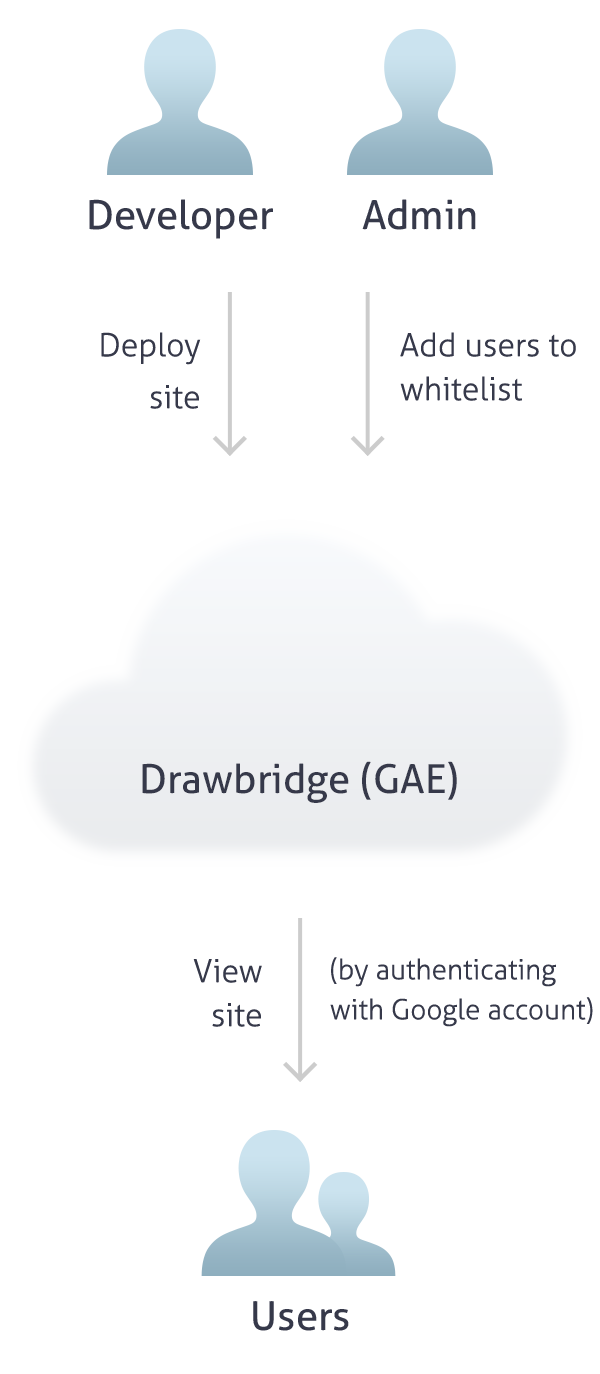 Developer
Admin
Deploy
site
Add users to
whitelist
Drawbridge (GAE)
View
site
(by authenticating
with Google account)
Users